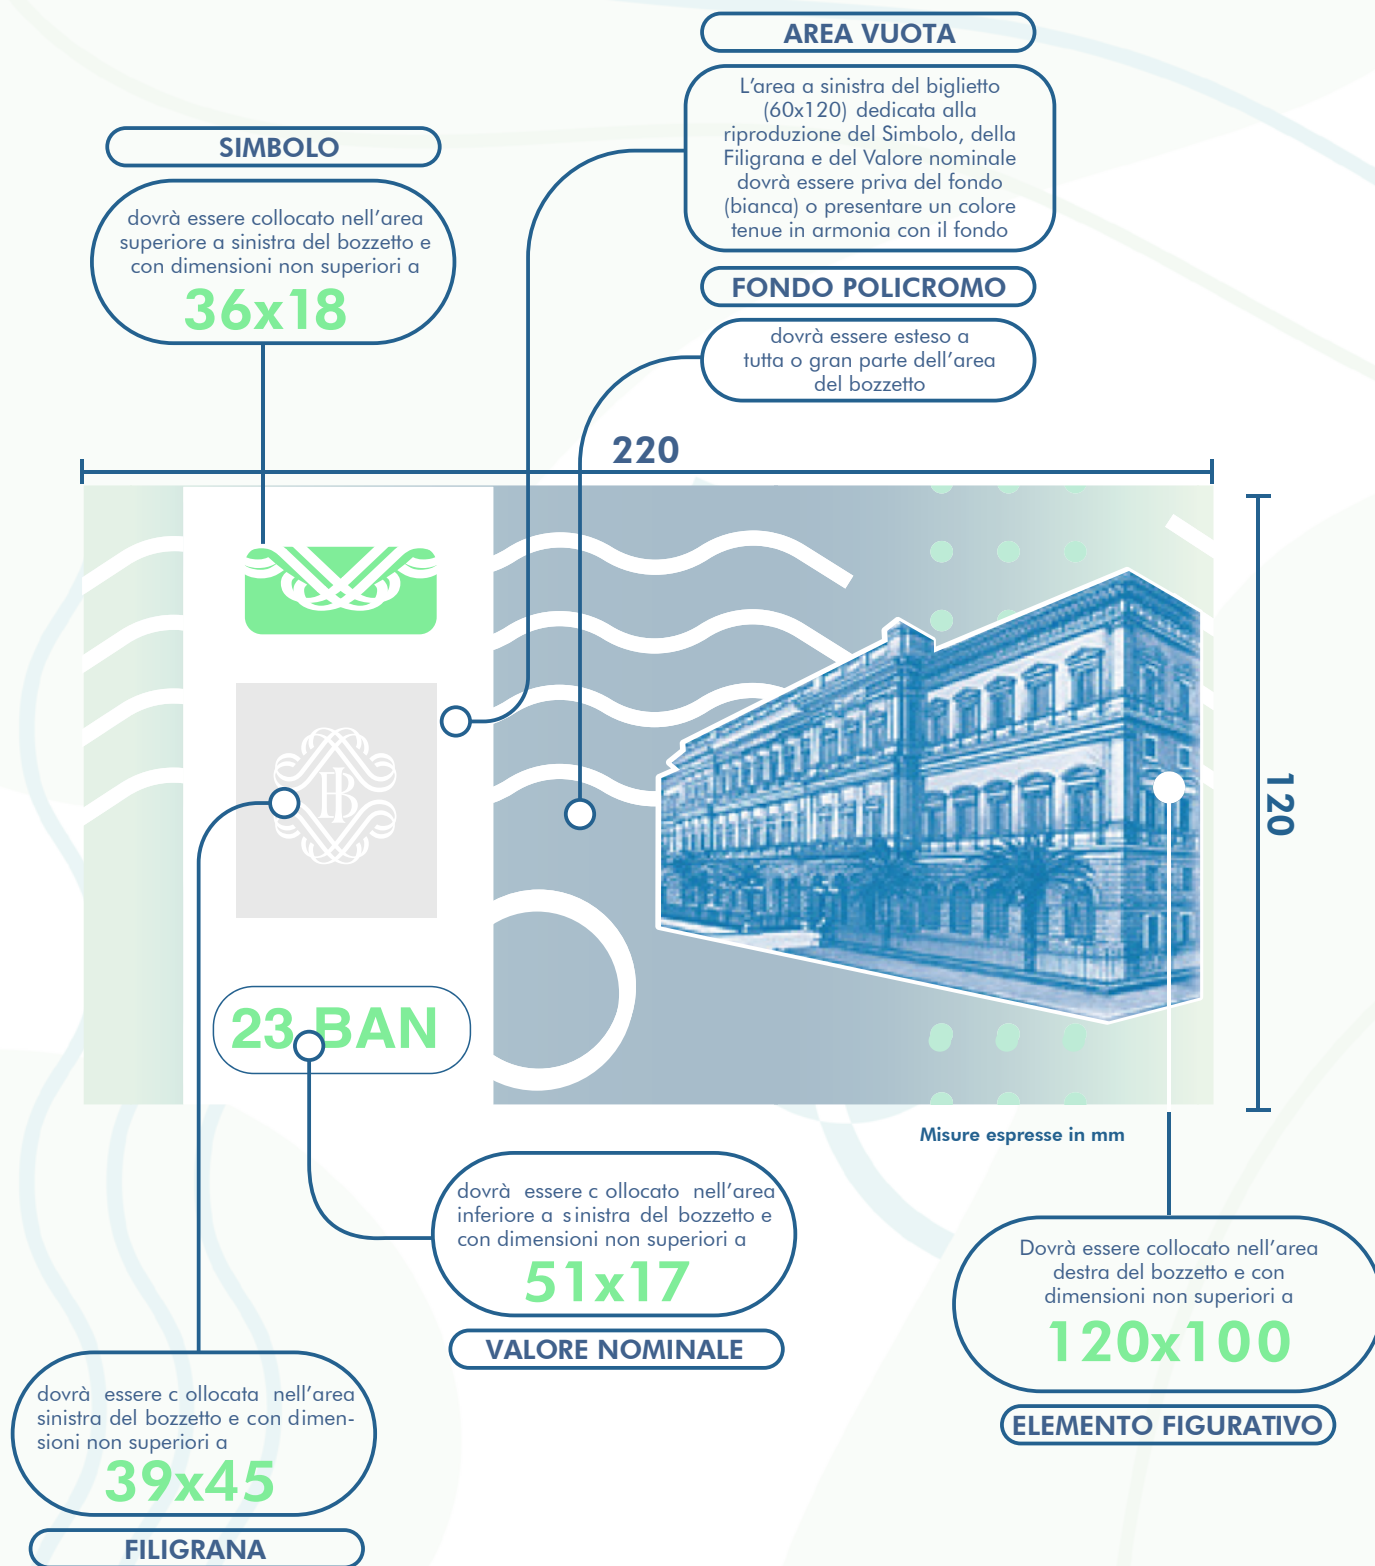 AREA VUOTA
L'area a sinistra del biglietto
(60x120) dedicata alla
riproduzione del Simbolo, della
Filigrana e del Valore nominale
dovrà essere priva del fondo
(bianca) o presentare un colore
tenue in armonia con il fondo
SIMBOLO
dovrà essere collocato nell'area
superiore a sinistra del bozzetto e
con dimensioni non superiori a
36x18
FONDO POLICROMO
dovrà essere esteso a
tutta o gran parte dell'area
del bozzetto
220
120
BI
23 BAN
Misure espresse in mm
dovrà essere c ollocato nell'area
inferiore a s inistra del bozzetto e
con dimensioni non superiori a
51x17
VALORE NOMINALE
Dovrà essere collocato nell'area
destra del bozzetto e con
dimensioni non superiori a
120x100
ELEMENTO FIGURATIVO
dovrà essere c ollocata nell'area
sinistra del bozzetto e con dimen-
sioni non superiori a
39x45
FILIGRANA